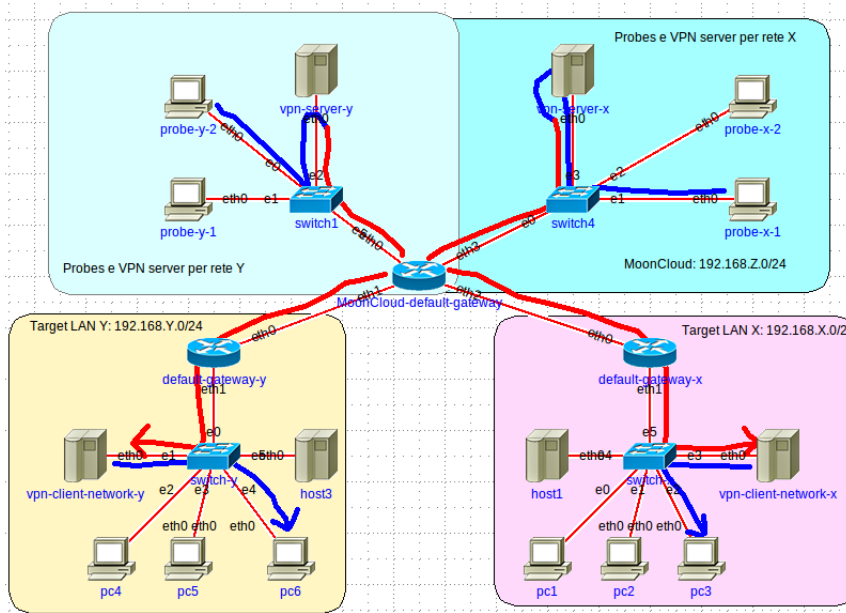 Probes e VPN server per rete X
vpn-server-y
eth0
vpn-server-x
eth0
probe-y-2
eth0
e0
probe-x-2
eth0
e2
e2
e3
probe-y-1
eth0
e1
switch1
switch4
e1
eth0
probe-x-1
eth0
eth3
e0
Probes e VPN server per rete Y
MoonCloud: 192.168.Z.0/24
MoonCloud-default-gateway
eth1
eth2
Target LAN Y: 192.168.Y.0/24
Target LAN X: 192.168.X.0/2
eth0
eth0
default-gateway-y
eth1
default-gateway-x
eth1
e0
e5
eth0
e1
eth0
host3
vpn-client-network-y
switch-y
eth0
host1
e3
eth0
vpn-client-network-x
e2
e3
e4
eth0
eth0
eth0
pc4
pc5
pc6
e0
e1
e2
eth0
eth0
eth0
pc1
pc2
pc3